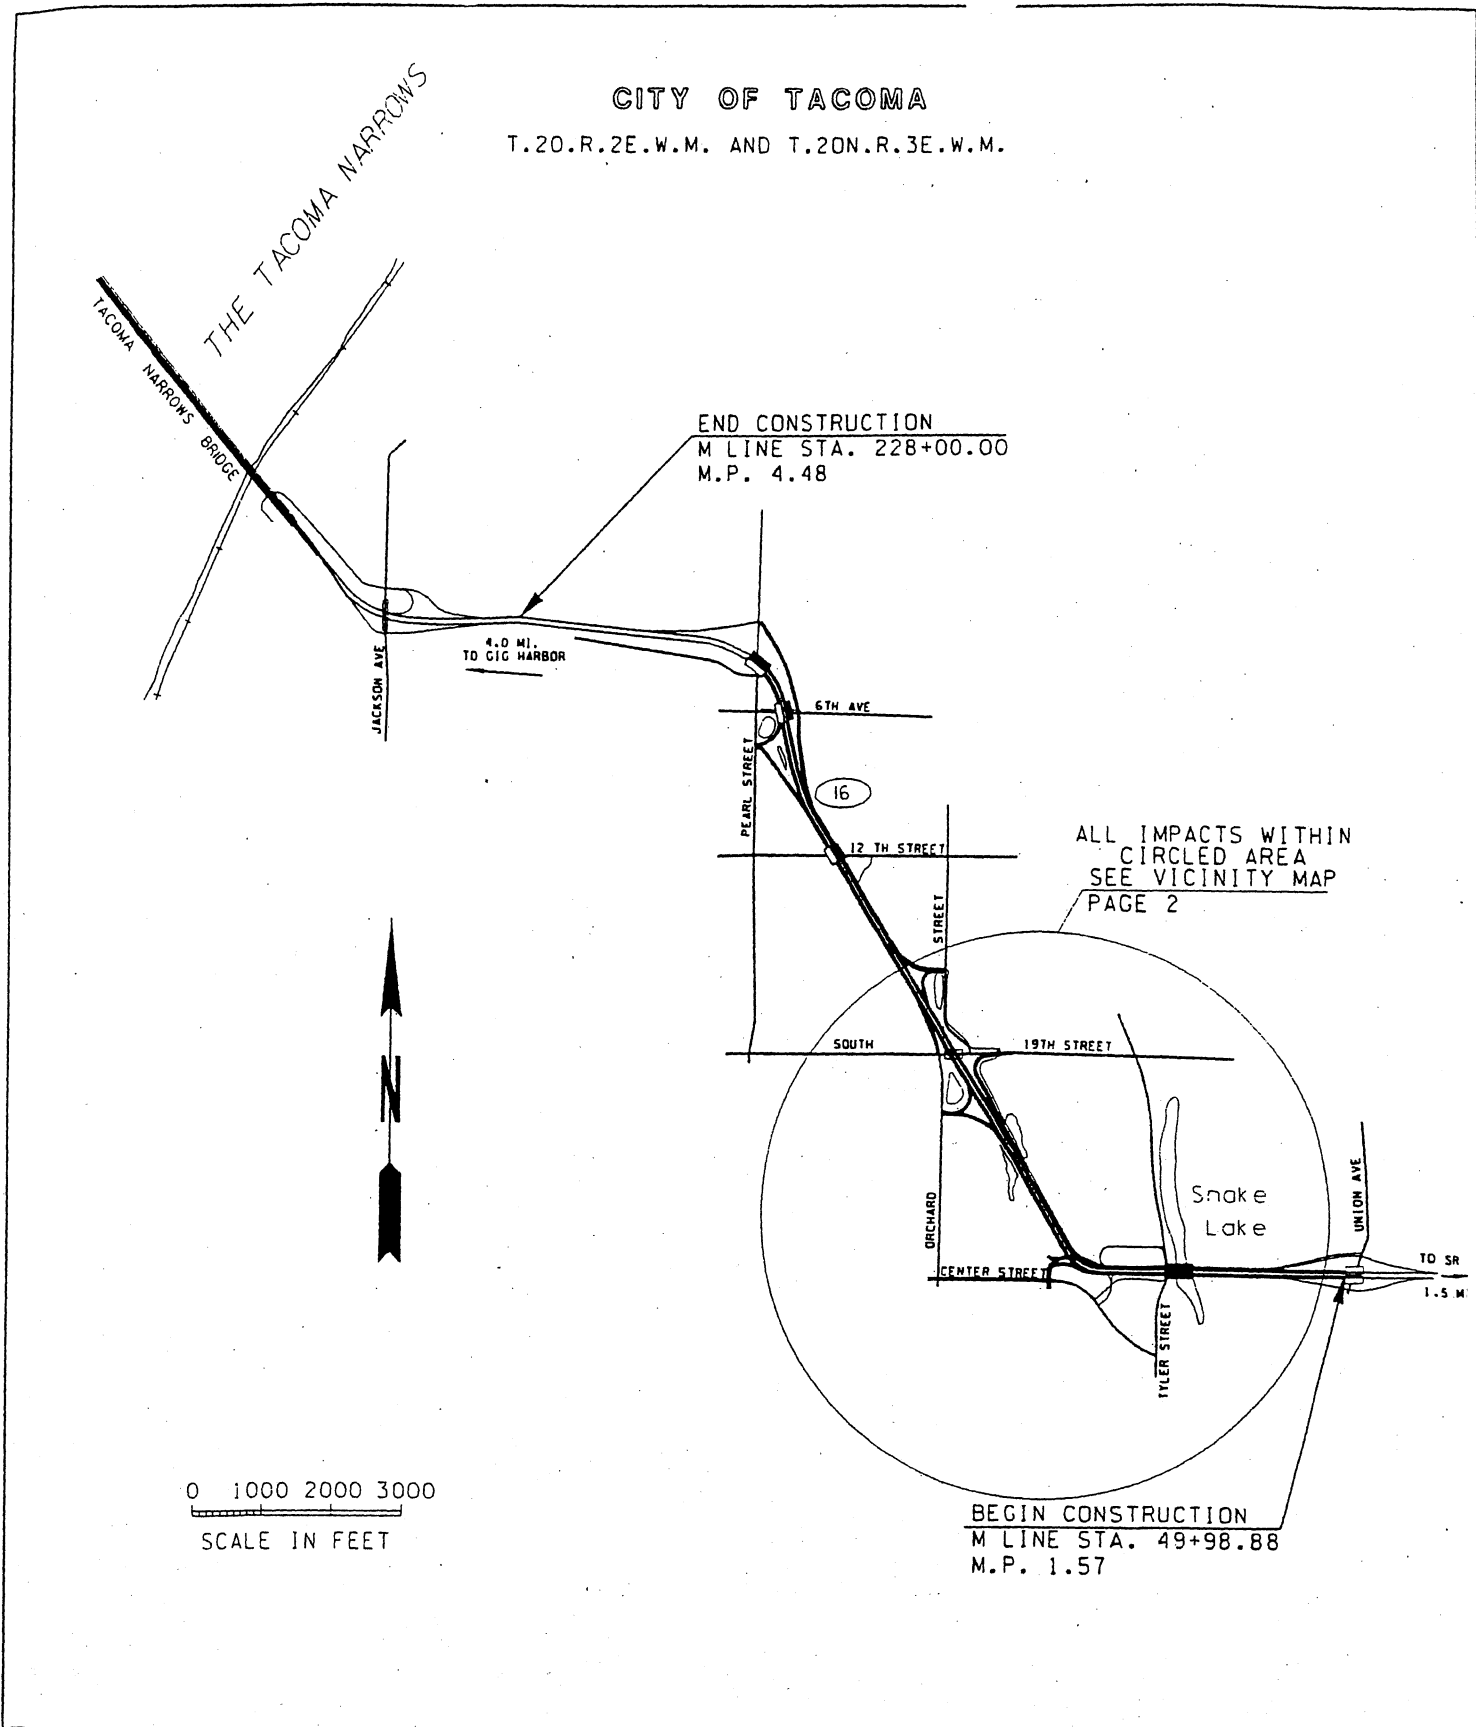 CITY OF TACOMA
T.20.R.2E.W.M. AND T.20N.R.3E.W.M.
THE TACOMA NARROWS
TACOMA NARROWS BRIDGE
END CONSTRUCTION
M LINE STA. 228+00.00
M.P. 4.48
4.0 MI.
TO GIG HARBOR
JACKSON AVE
6TH AVE
PEARL STREET
16
12 TH STREET
ALL IMPACTS WITHIN
CIRCLED AREA
SEE VICINITY MAP
PAGE 2
STREET
SOUTH
19TH STREET
N
ORCHARD
Snake
Lake
UNION AVE
CENTER STREET
TO SR
1.5 M
TYLER STREET
0 1000 2000 3000
SCALE IN FEET
BEGIN CONSTRUCTION
M LINE STA. 49+98.88
M.P. 1.57